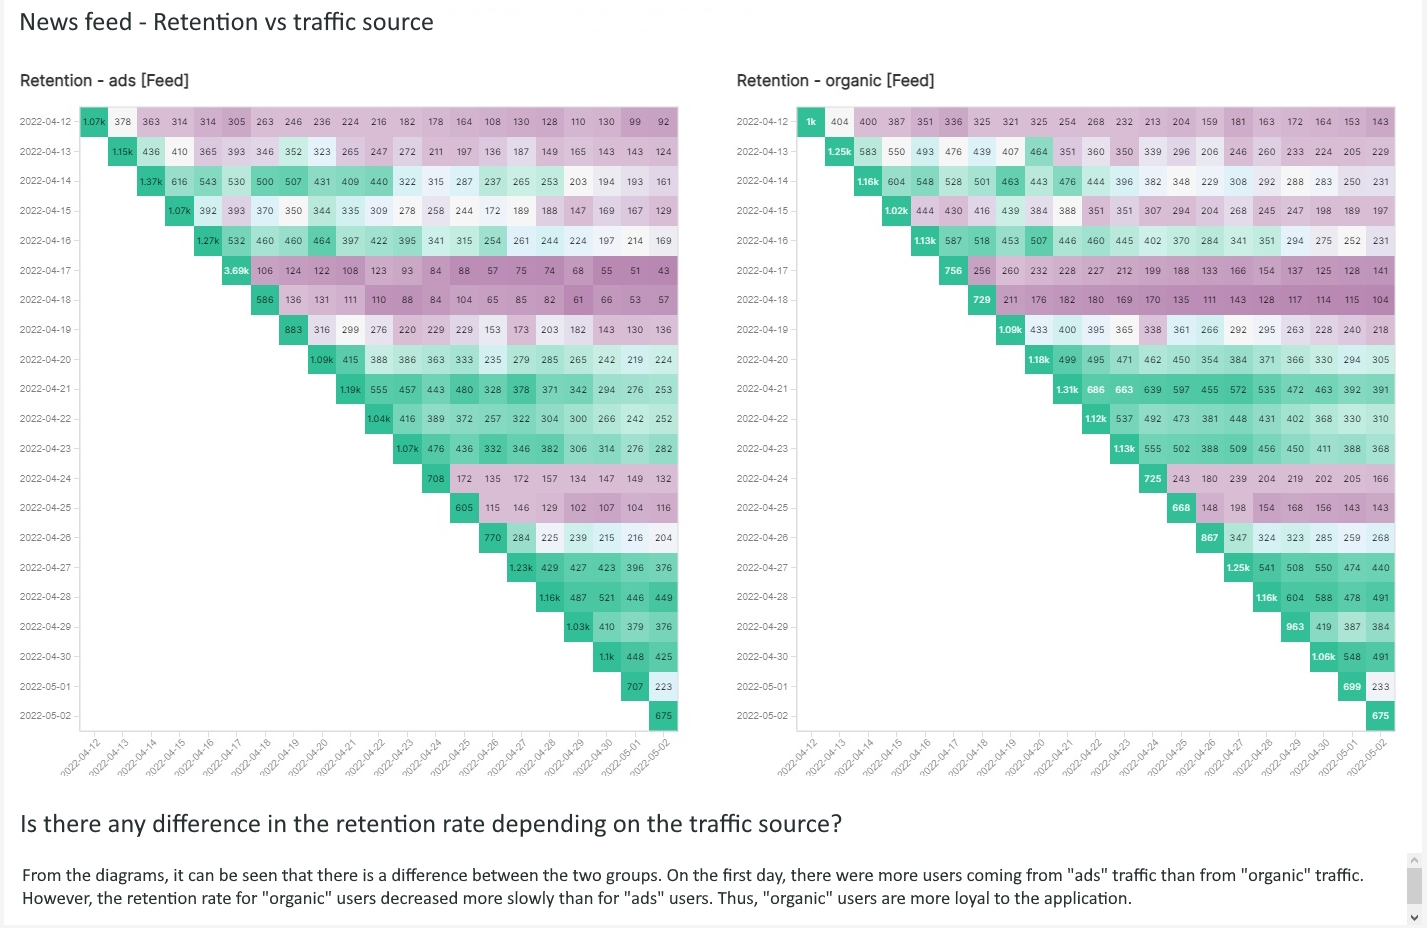 News feed - Retention vs traffic source
Retention - ads [Feed]
2022-04-12 1.07k 378 363 314 314 305 263 246 236 224 216 182 178 164 108 130 128 110 130 99 92
2022-04-13 1.15k 436 410 365 393 346 352 323 265 247 272 211 197 136 187 149 165 143 143 124
2022-04-14 1.37k 616 543 530 500 507 431 409 440 322 315 287 237 265 253 203 194 193 161
2022-04-15 1.07k 392 393 370 350 344 335 309 278 258 244 172 189 188 147 169 167 129
2022-04-16 1.27k 532 460 460 464 397 422 395 341 315 254 261 244 224 197 214 169
2022-04-17 3.69k 106 124 122 108 123 93 84 88 57 75 74 68 55 51 43
2022-04-18 586 136 131 111 110 88 84 104 65 85 82 61 66 53 57
2022-04-19 883 316 299 276 220 229 229 153 173 203 182 143 130 136
2022-04-20 1.09k 415 388 386 363 333 235 279 285 265 242 219 224
2022-04-21 1.19k 555 457 443 480 328 378 371 342 294 276 253
2022-04-22 1.04k 416 389 372 257 322 304 300 266 242 252
2022-04-23 1.07k 476 436 332 346 382 306 314 276 282
2022-04-24 708 172 135 172 157 134 147 149 132
2022-04-25 605 115 146 129 102 107 104 116
2022-04-26 770 284 225 239 215 216 204
2022-04-27 1.23k 429 427 423 396 376
2022-04-28 1.16k 487 521 446 449
2022-04-29 1.03k 410 379 376
2022-04-30 1.1k 448 425
2022-05-01 707 223
2022-05-02 675
2022-04-12 2022-04-13 2022-04-14 2022-04-15 2022-04-16 2022-04-17 2022-04-18 2022-04-19 2022-04-20 2022-04-21 2022-04-22 2022-04-23 2022-04-24 2022-04-25 2022-04-26 2022-04-27 2022-04-28 2022-04-29 2022-04-30 2022-05-01 2022-05-02
Retention - organic [Feed]
2022-04-12 1k 404 400 387 351 336 325 321 325 254 268 232 213 204 159 181 163 172 164 153 143
2022-04-13 1.25k 583 550 493 476 439 407 464 351 360 350 339 296 206 246 260 233 224 205 229
2022-04-14 1.16k 604 548 528 501 463 443 476 444 396 382 348 229 308 292 288 283 250 231
2022-04-15 1.02k 444 430 416 439 384 388 351 351 307 294 204 268 245 247 198 189 197
2022-04-16 1.13k 587 518 453 507 446 460 445 402 370 284 341 351 294 275 252 231
2022-04-17 756 256 260 232 228 227 212 199 188 133 166 154 137 125 128 141
2022-04-18 729 211 176 182 180 169 170 135 111 143 128 117 114 115 104
2022-04-19 1.09k 433 400 395 365 338 361 266 292 295 263 228 240 218
2022-04-20 1.18k 499 495 471 462 450 354 384 371 366 330 294 305
2022-04-21 1.31k 686 663 639 597 455 572 535 472 463 392 391
2022-04-22 1.12k 537 492 473 381 448 431 402 368 330 310
2022-04-23 1.13k 555 502 388 509 456 450 411 388 368
2022-04-24 725 243 180 239 204 219 202 205 166
2022-04-25 668 148 198 154 168 156 143 143
2022-04-26 867 347 324 323 285 259 268
2022-04-27 1.25k 541 508 550 474 440
2022-04-28 1.16k 604 588 478 491
2022-04-29 963 419 387 384
2022-04-30 1.06k 548 491
2022-05-01 699 233
2022-05-02 675
2022-04-12 2022-04-13 2022-04-14 2022-04-15 2022-04-16 2022-04-17 2022-04-18 2022-04-19 2022-04-20 2022-04-21 2022-04-22 2022-04-23 2022-04-24 2022-04-25 2022-04-26 2022-04-27 2022-04-28 2022-04-29 2022-04-30 2022-05-01 2022-05-02
Is there any difference in the retention rate depending on the traffic source?
From the diagrams, it can be seen that there is a difference between the two groups. On the first day, there were more users coming from "ads" traffic than from "organic" traffic.
However, the retention rate for "organic" users decreased more slowly than for "ads" users. Thus, "organic" users are more loyal to the application.